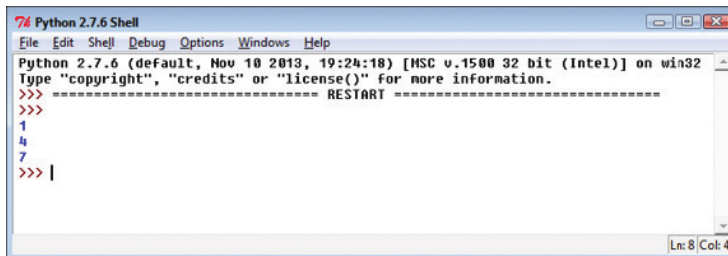 7% Python 2.7.6 Shell
File Edit Shell Debug Options Windows Help
Python 2.7.6 (default, Nov 10 2013, 19:24:18) [MSC v.1500 32 bit (Intel)] on win32
Type "copyright", "credits" or "license()" for more information.
>>> ================================ RESTART ================================
>>>
1
4
7
>>>
Ln: 8 Col: 4